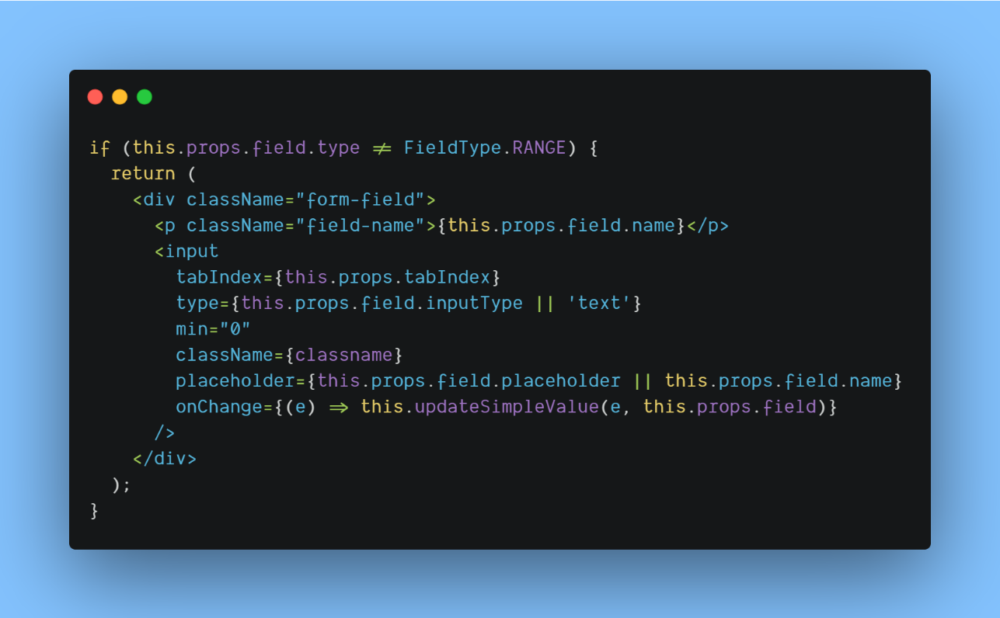 if (this.props.field.type != FieldType.RANGE) {
  return (
    <div className="form-field">
      <p className="field-name">{this.props.field.name}</p>
      <input
        tabIndex={this.props.tabIndex}
        type={this.props.field.inputType || 'text'}
        min="0"
        className={classname}
        placeholder={this.props.field.placeholder || this.props.field.name}
        onChange={(e) => this.updateSimpleValue(e, this.props.field)}
      />
    </div>
  );
}